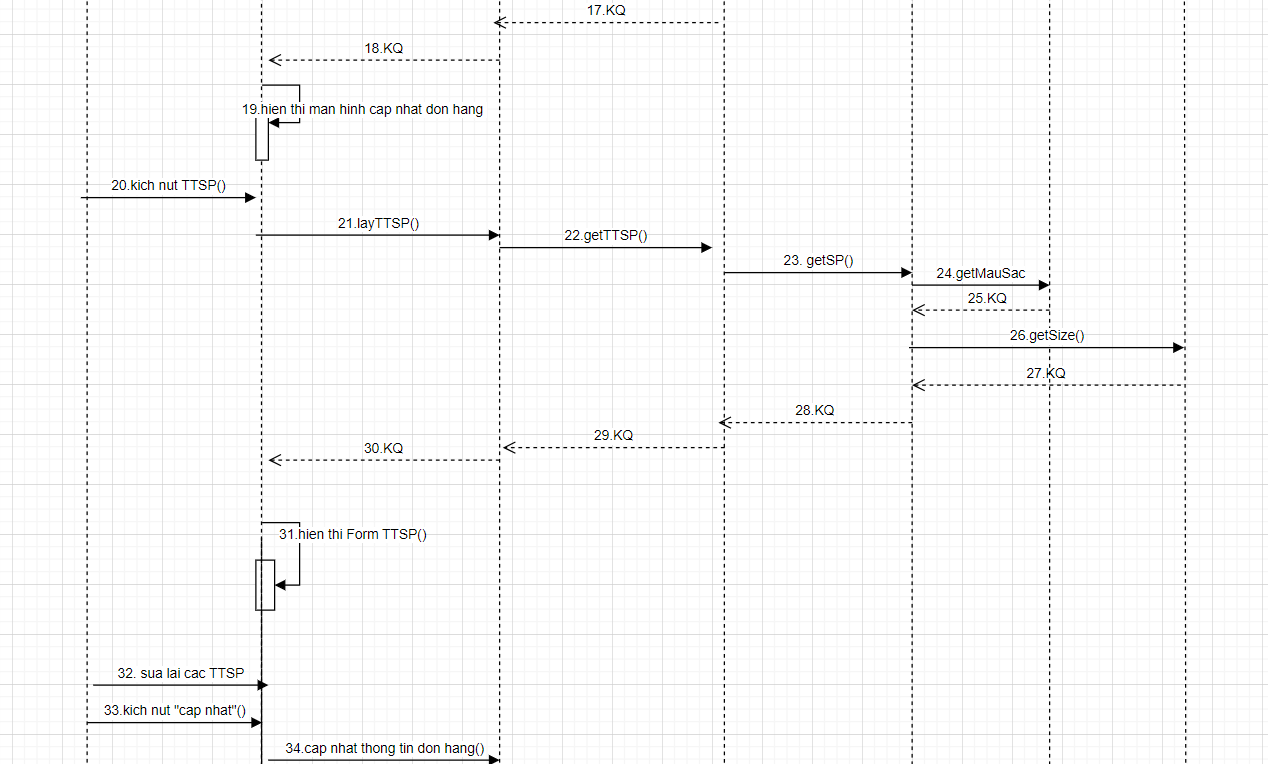 17.KQ
18.KQ
19.hien thi man hinh cap nhat don hang
20.kich nut TTSP()
21.layTTSP()
22.getTTSP()
23. getSP()
24.getMauSac
25.KQ
26.getSize()
27.KQ
28.KQ
29.KQ
30.KQ
31.hien thi Form TTSP()
32. sua lai cac TTSP
33.kich nut "cap nhat"()
34.cap nhat thong tin don hang()